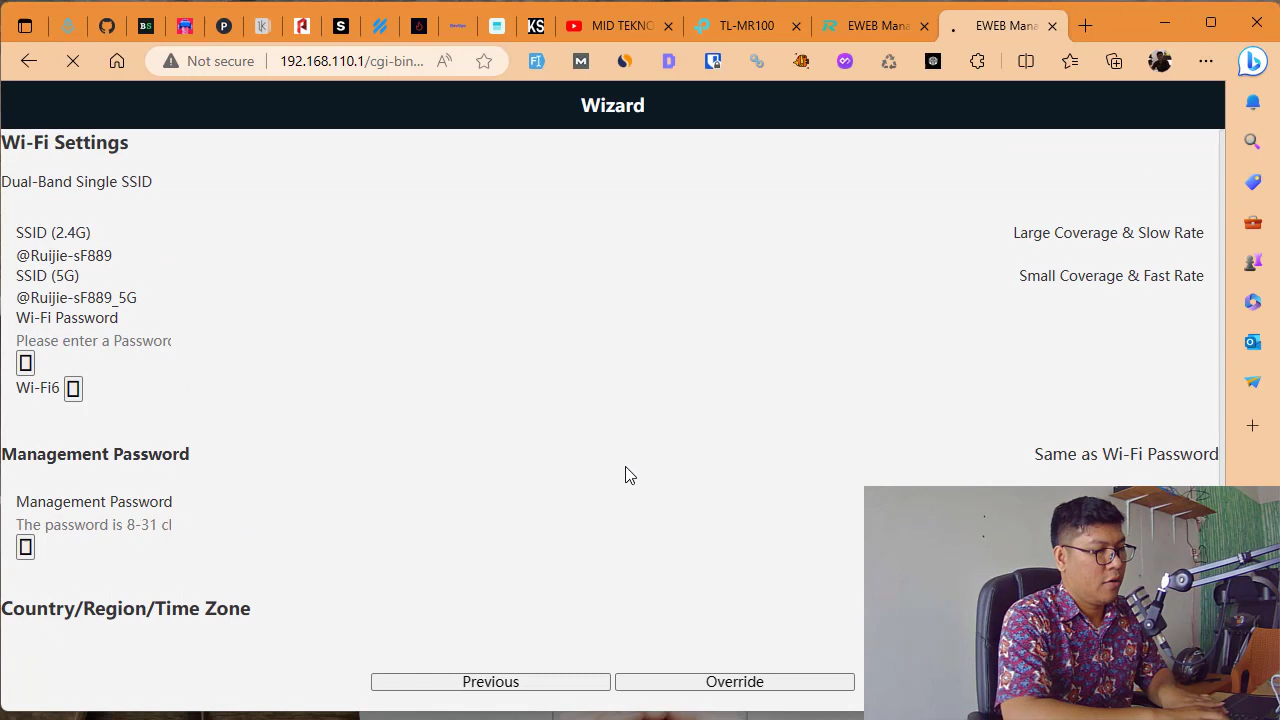 MID TEKNO
TL-MR100
EWEB Mana
EWEB Mana
Not secure
192.168.110.1/cgi-bin...
Wizard
Wi-Fi Settings
Dual-Band Single SSID
SSID (2.4G)
Large Coverage & Slow Rate
@Ruijie-sF889
SSID (5G)
Small Coverage & Fast Rate
@Ruijie-sF889_5G
Wi-Fi Password
Please enter a Password
Wi-Fi6
Management Password
Same as Wi-Fi Password
Management Password
The password is 8-31 cl
Country/Region/Time Zone
Previous
Override